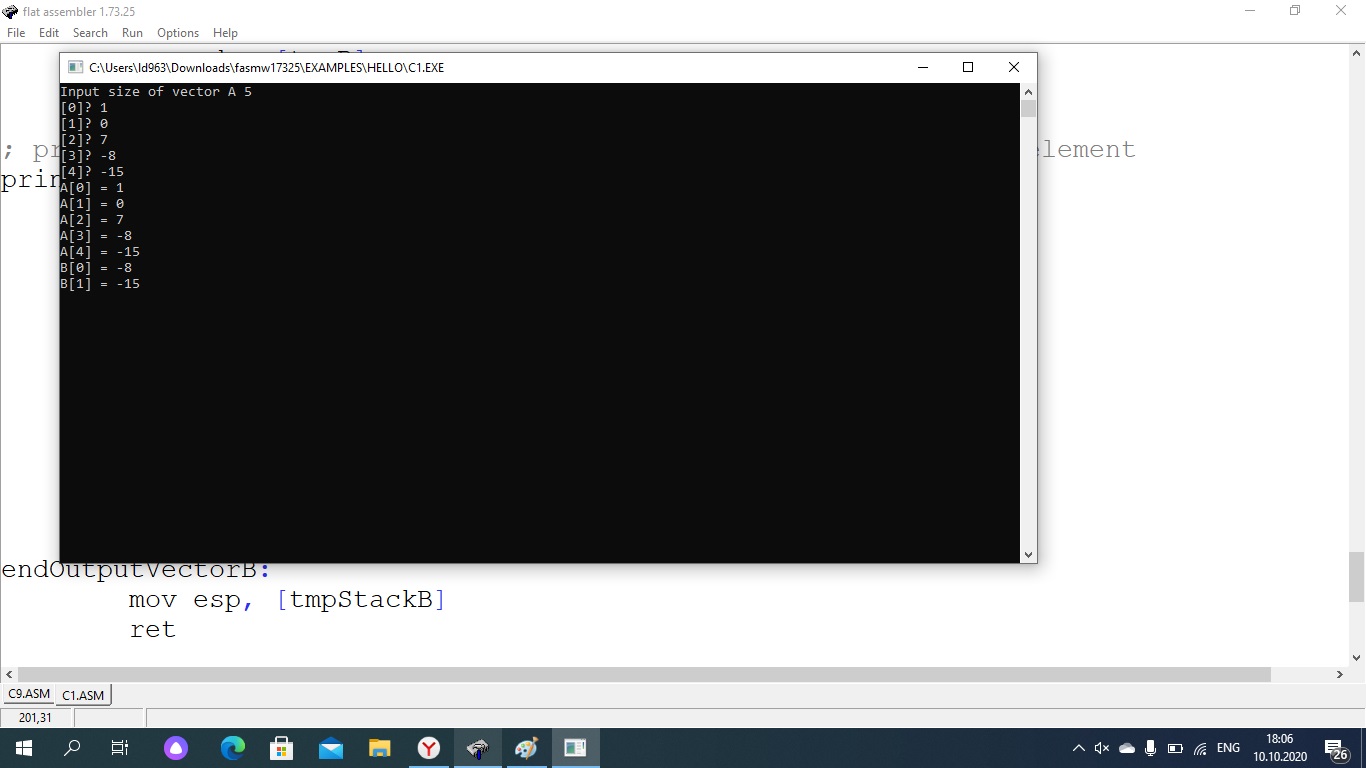 flat assembler 1.73.25
File Edit Search Run Options Help
C:\Users\ld963\Downloads\fasmw17325\EXAMPLES\HELLO\C1.EXE
Input size of vector A 5
[0]? 1
[1]? 0
[2]? 7
[3]? -8
[4]? -15
A[0] = 1
A[1] = 0
A[2] = 7
A[3] = -8
A[4] = -15
B[0] = -8
B[1] = -15
; pr
element
prin
endOutputVectorB:
mov esp, [tmpStackB]
ret
C9.ASM C1.ASM
201,31
ENG
18:06
10.10.2020
26